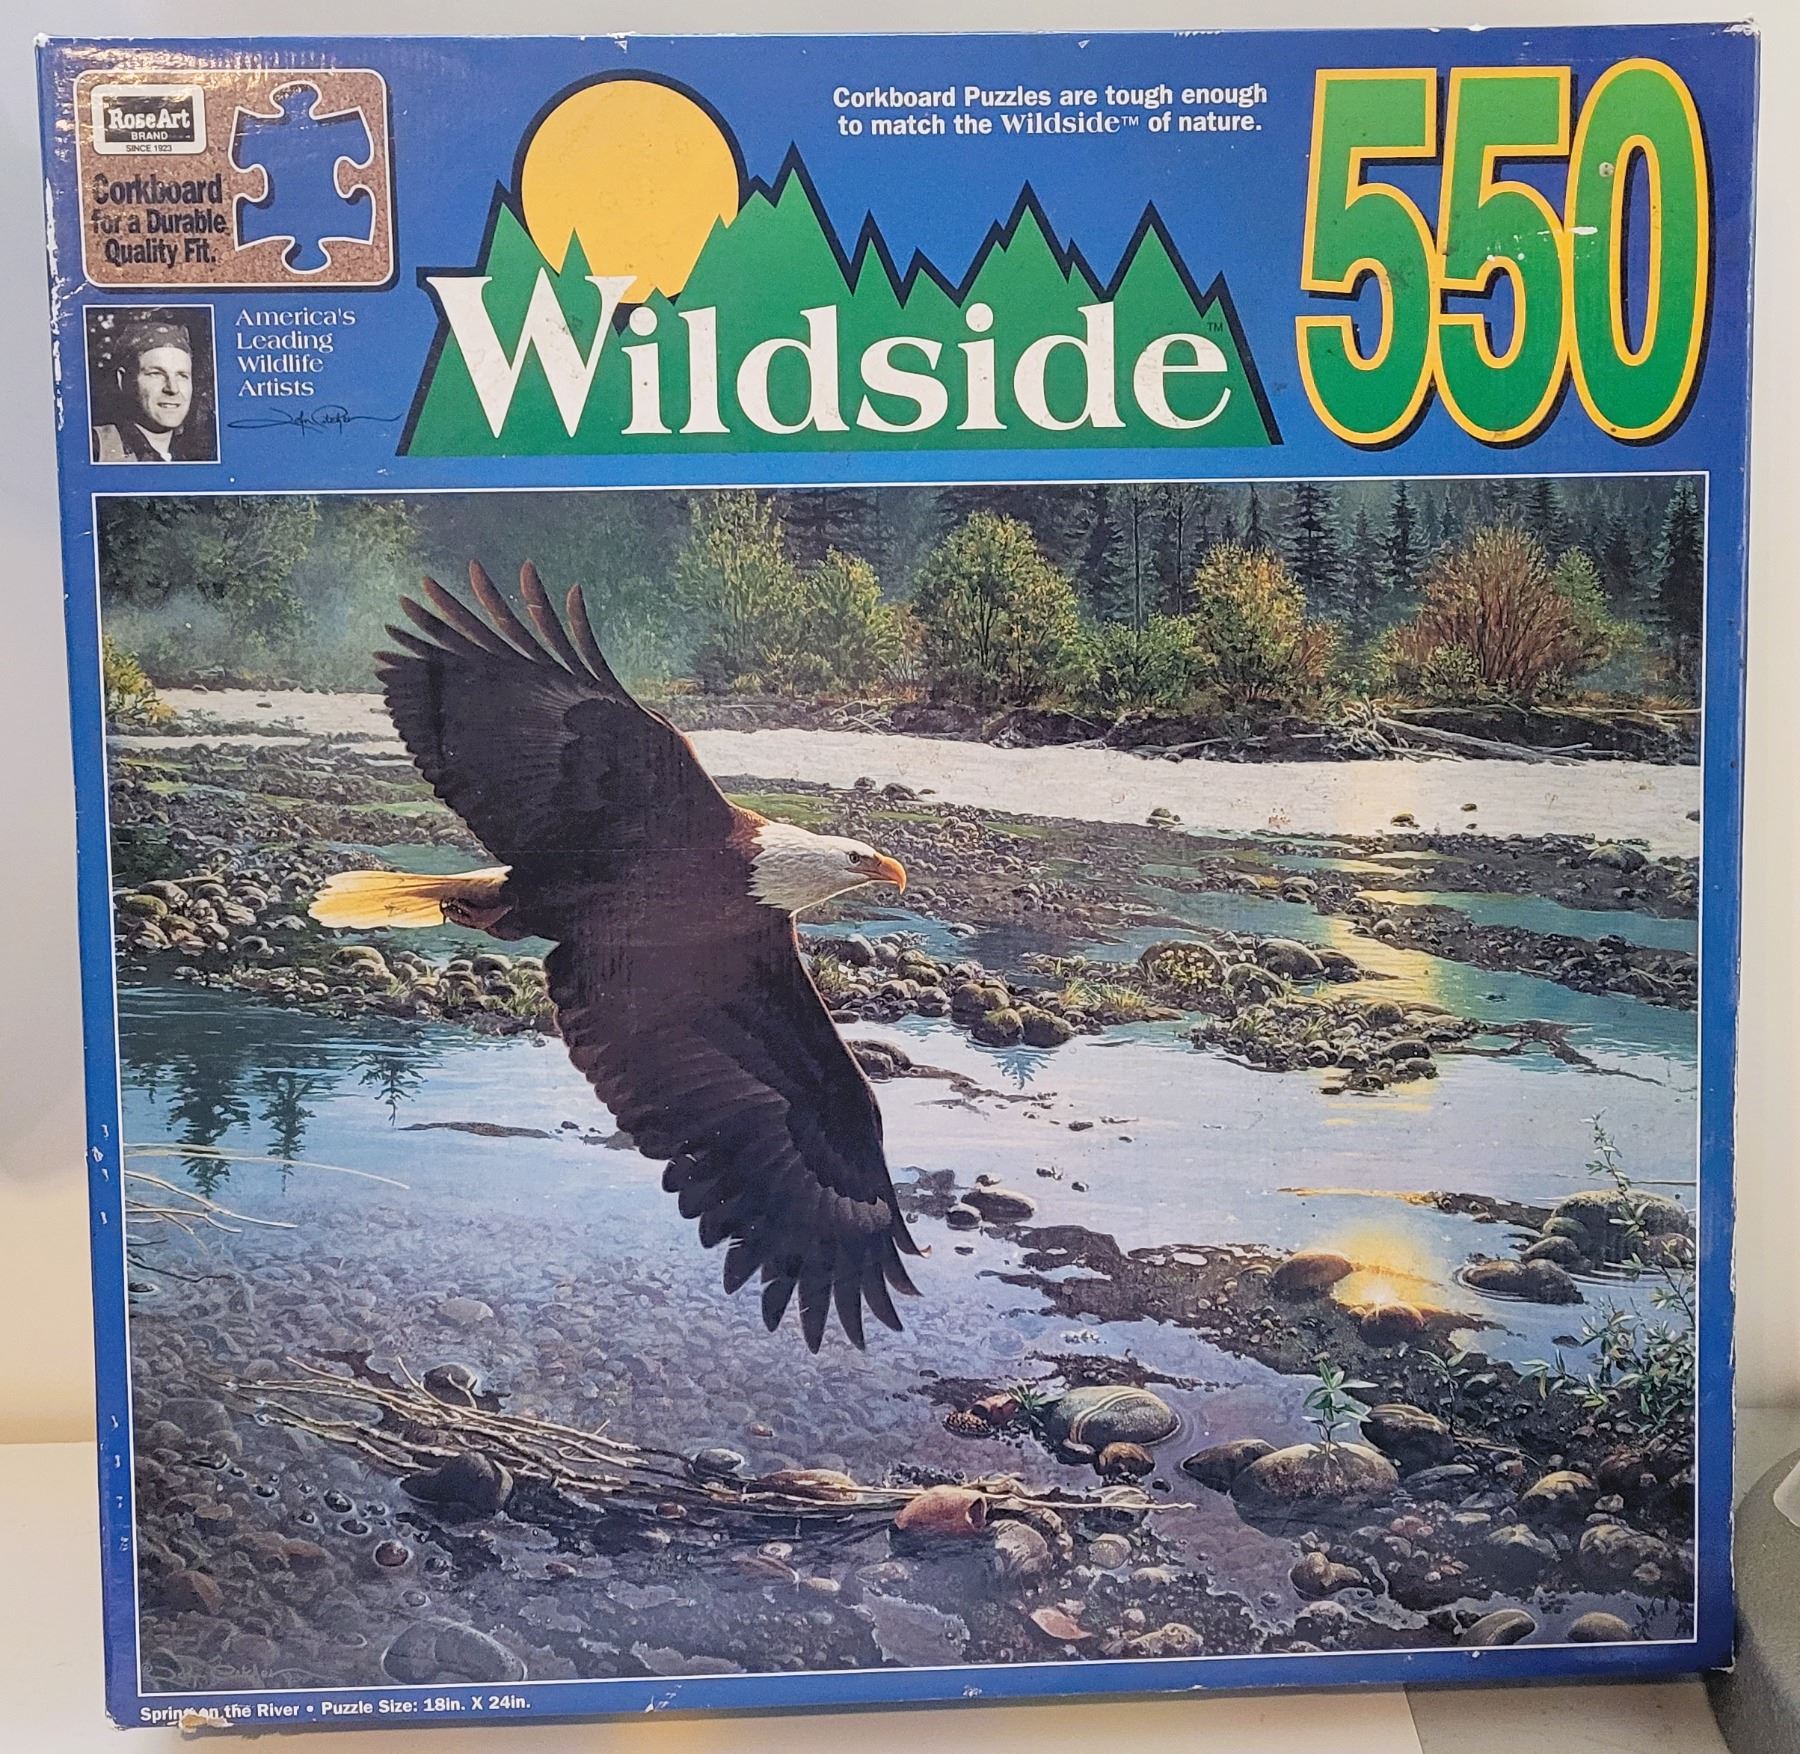 RoseArt
BRAND
SINCE 1923
Corkboard
for a Durable
Quality Fit.
America's
Leading
Wildlife
Artists
Corkboard Puzzles are tough enough
to match the Wildside™ of nature.
550
Wildside™
Spring on the River • Puzzle Size: 18in. X 24in.